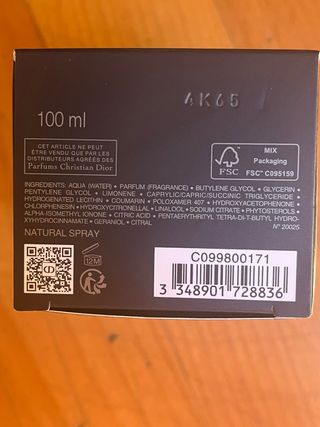 4K65
100 ml
CET ARTICLE NE PEUT
ÊTRE VENDU QUE PAR LES
DISTRIBUTEURS AGRÉÉS DES
Parfums Christian Dior
FSC
MIX
Packaging
FSC™ C095159
INGREDIENTS: AQUA (WATER) • PARFUM (FRAGRANCE) • BUTYLENE GLYCOL • GLYCERIN •
PENTYLENE GLYCOL • LIMONENE • CAPRYLIC/CAPRIC/SUCCINIC TRIGLYCERIDE •
HYDROGENATED LECITHIN • COUMARIN • POLOXAMER 407 • HYDROXYACETOPHENONE •
CHLORPHENESIN • HYDROXYCITRONELLAL • LINALOOL • SODIUM CITRATE • PHYTOSTEROLS •
ALPHA-ISOMETHYL IONONE • CITRIC ACID • PENTAERYTHRITYL TETRA-DI-T-BUTYL HYDRO-
XYHYDROCINNAMATE • GERANIOL • CITRAL
N° 20025
NATURAL SPRAY
12M
C099800171
3 348901 728836